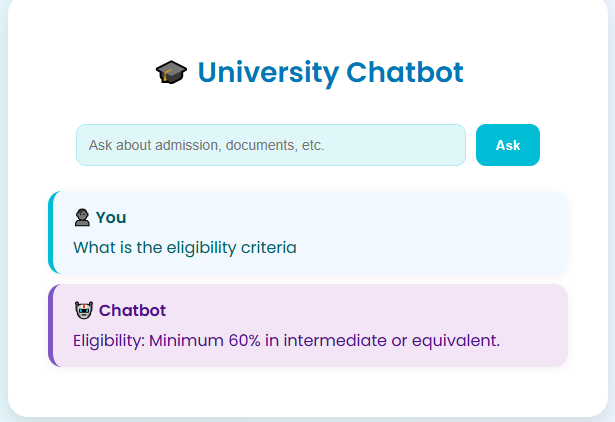 🎓 University Chatbot
Ask about admission, documents, etc.
Ask
You
What is the eligibility criteria
Chatbot
Eligibility: Minimum 60% in intermediate or equivalent.